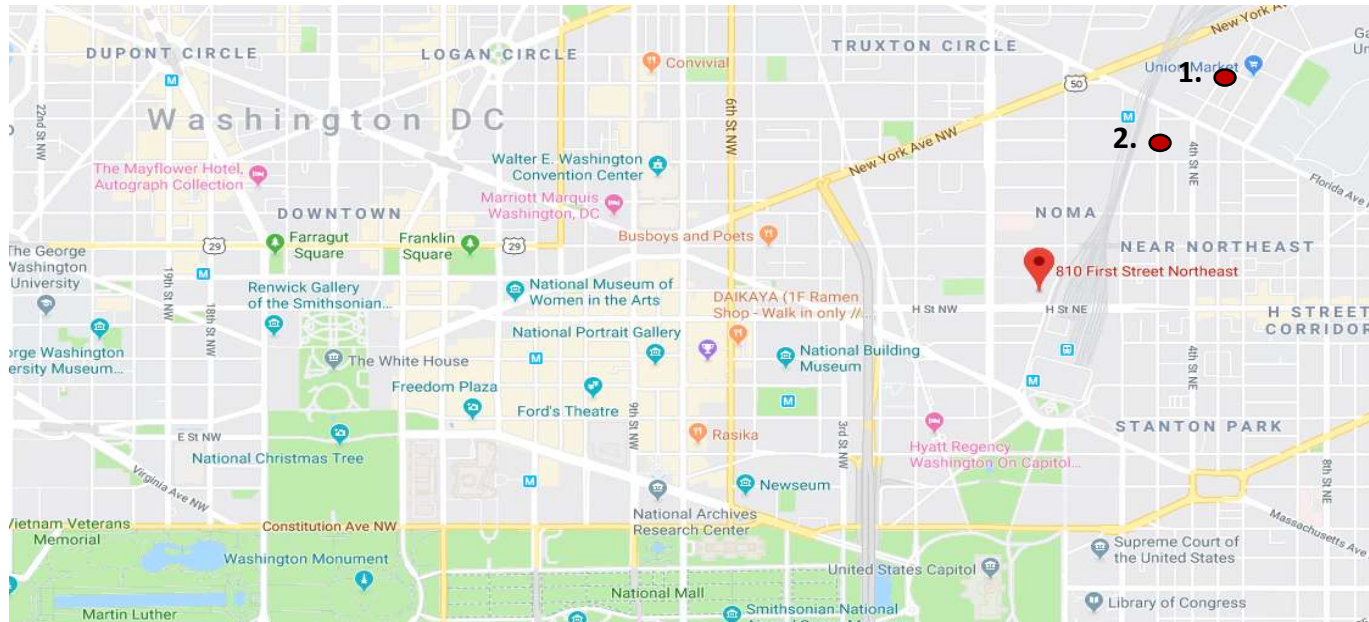 DUPONT CIRCLE
LOGAN CIRCLE
Convivial
TRUXTON CIRCLE
New York Av
Union Market
1.
50
M
22nd St NW
Washington DC
6th St NW
M
2.
4th St NE
New York Ave NW
Walter E. Washington
Convention Center
The Mayflower Hotel,
Autograph Collection
Marriott Marquis
Washington, DC
Florida Ave
DOWNTOWN
NOMA
Busboys and Poets
29
Farragut
Square
Franklin
Square
29
NEAR NORTHEAST
The George
Washington
University
M
19th St NW
18th St NW
Renwick Gallery
of the Smithsonian...
National Museum of
Women in the Arts
810 First Street Northeast
DAIKAYA (1F Ramen
Shop - Walk in only //...
H St NW
H St NE
H STREET
CORRIDOR
National Portrait Gallery
orge Washington
ersity Museum...
The White House
M
National Building
Museum
4th St NE
Freedom Plaza
Ford's Theatre
M
M
9th St NW
3rd St NW
Rasika
Hyatt Regency
Washington On Capitol...
STANTON PARK
E St NW
National Christmas Tree
Virginia Ave NW
M
Newseum
8th St NE
National Archives
Research Center
Constitution Ave NW
Massachusetts Ave
Vietnam Veterans
Memorial
Washington Monument
Supreme Court of
the United States
United States Capitol
National Mall
Martin Luther
Smithsonian National
Library of Congress